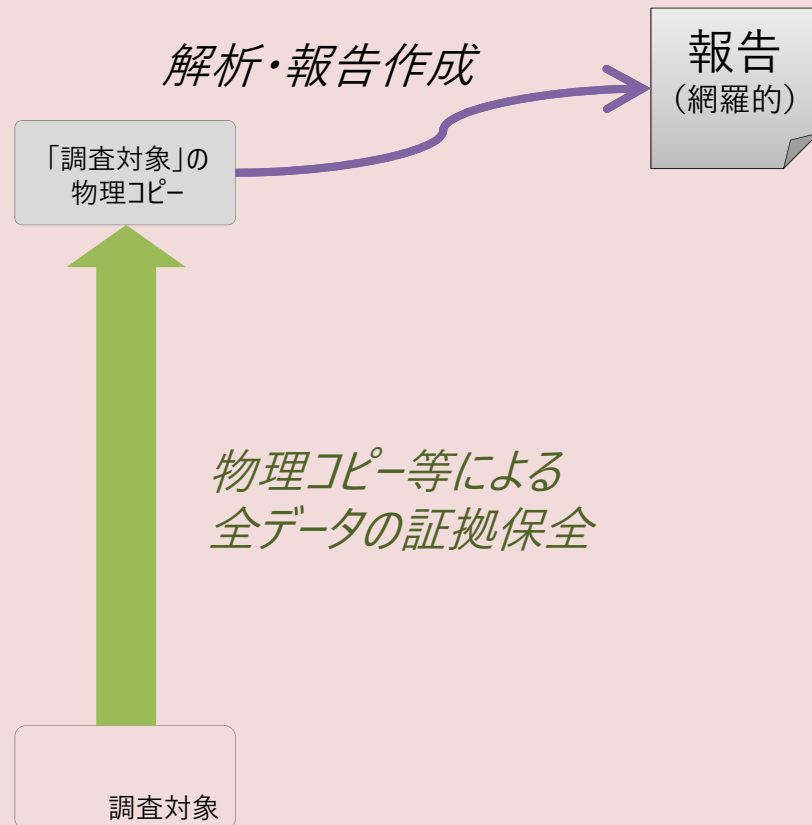 解析・報告作成
報告
（網羅的）
「調査対象」の
物理コピー
物理コピー等による
全データの証拠保全
調査対象